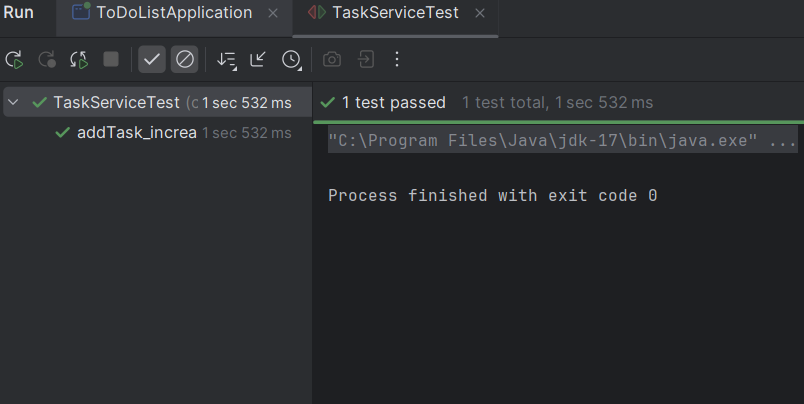 Run ToDoListApplication TaskServiceTest
TaskServiceTest (c 1 sec 532 ms
addTask_increa 1 sec 532 ms
1 test passed 1 test total, 1 sec 532 ms
"C:\Program Files\Java\jdk-17\bin\java.exe" ...
Process finished with exit code 0